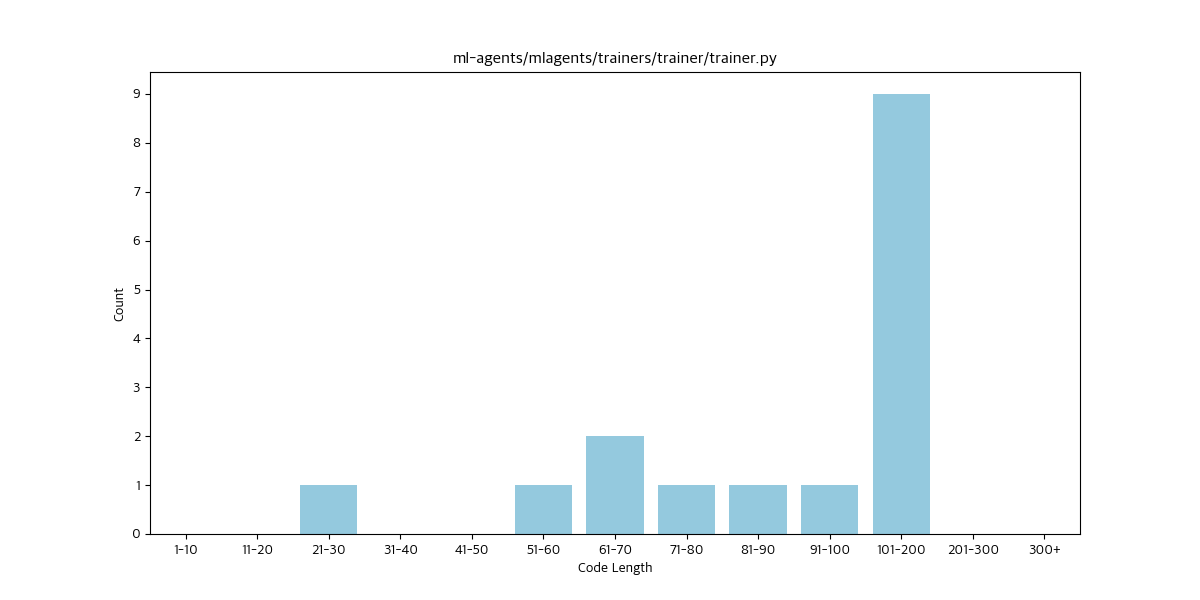 ml-agents/mlagents/trainers/trainer/trainer.py
9
8
7
6
5
4
3
2
1
0
Count
1-10 11-20 21-30 31-40 41-50 51-60 61-70 71-80 81-90 91-100 101-200 201-300 300+
Code Length